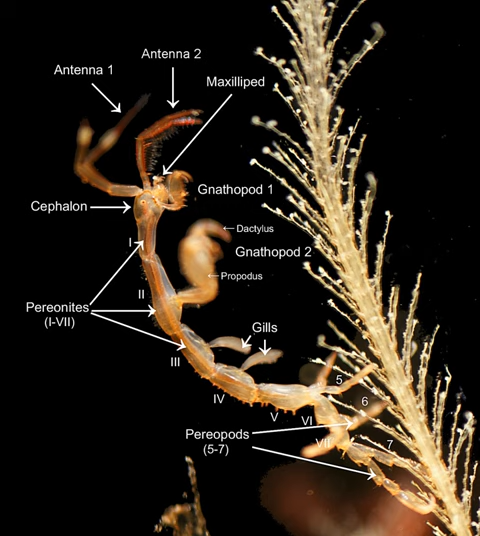 Antenna 2
Antenna 1
Maxilliped
Gnathopod 1
Cephalon
Dactylus
I
Gnathopod 2
Propodus
II
Pereonites
(I-VII)
Gills
III
5
IV
6
V
VI
Pereopods
(5-7)
VII
7